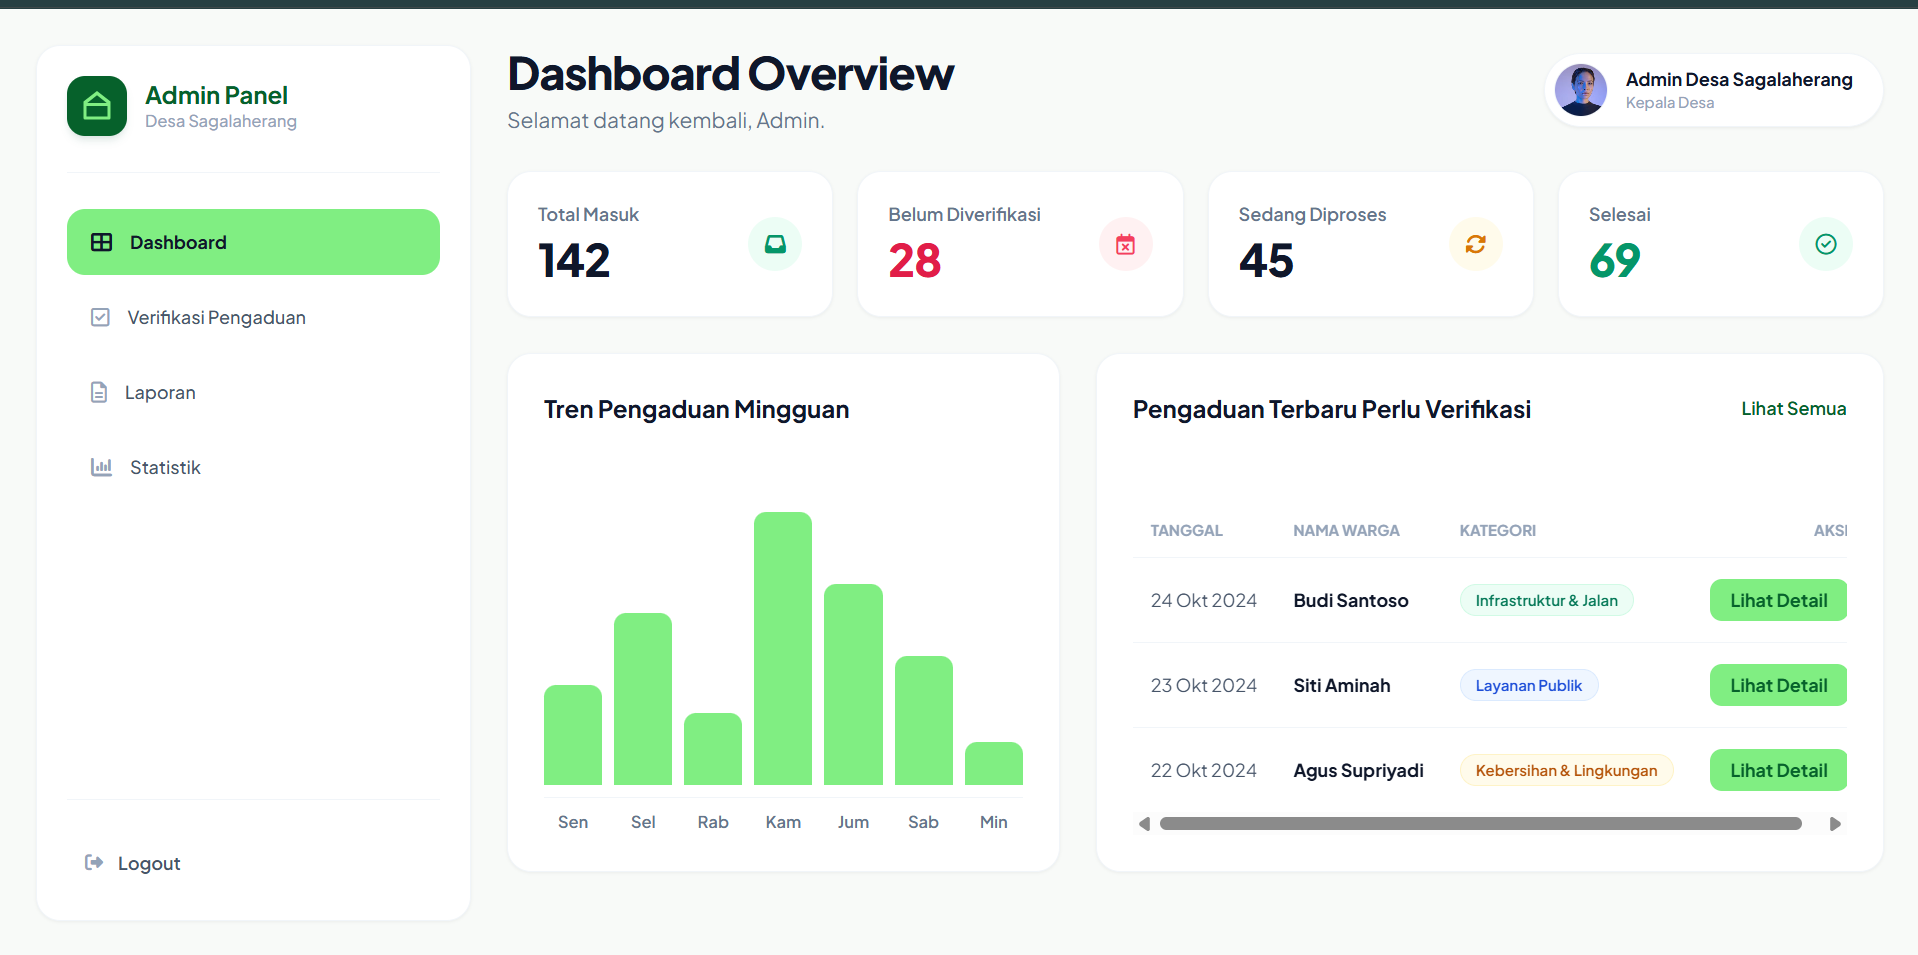 Admin Panel
Desa Sagalaherang
Dashboard
Verifikasi Pengaduan
Laporan
Statistik
Logout
Dashboard Overview
Selamat datang kembali, Admin.
Admin Desa Sagalaherang
Kepala Desa
Total Masuk
142
Belum Diverifikasi
28
Sedang Diproses
45
Selesai
69
Tren Pengaduan Mingguan
Sen Sel Rab Kam Jum Sab Min
Pengaduan Terbaru Perlu Verifikasi Lihat Semua
TANGGAL NAMA WARGA KATEGORI AKSI
24 Okt 2024 Budi Santoso Infrastruktur & Jalan Lihat Detail
23 Okt 2024 Siti Aminah Layanan Publik Lihat Detail
22 Okt 2024 Agus Supriyadi Kebersihan & Lingkungan Lihat Detail